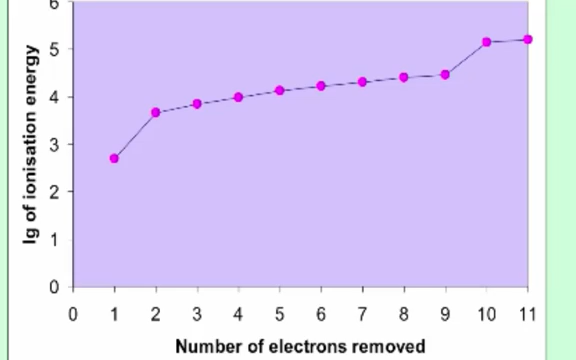 6
5
4
3
2
1
0
lg of ionisation energy
0 1 2 3 4 5 6 7 8 9 10 11
Number of electrons removed